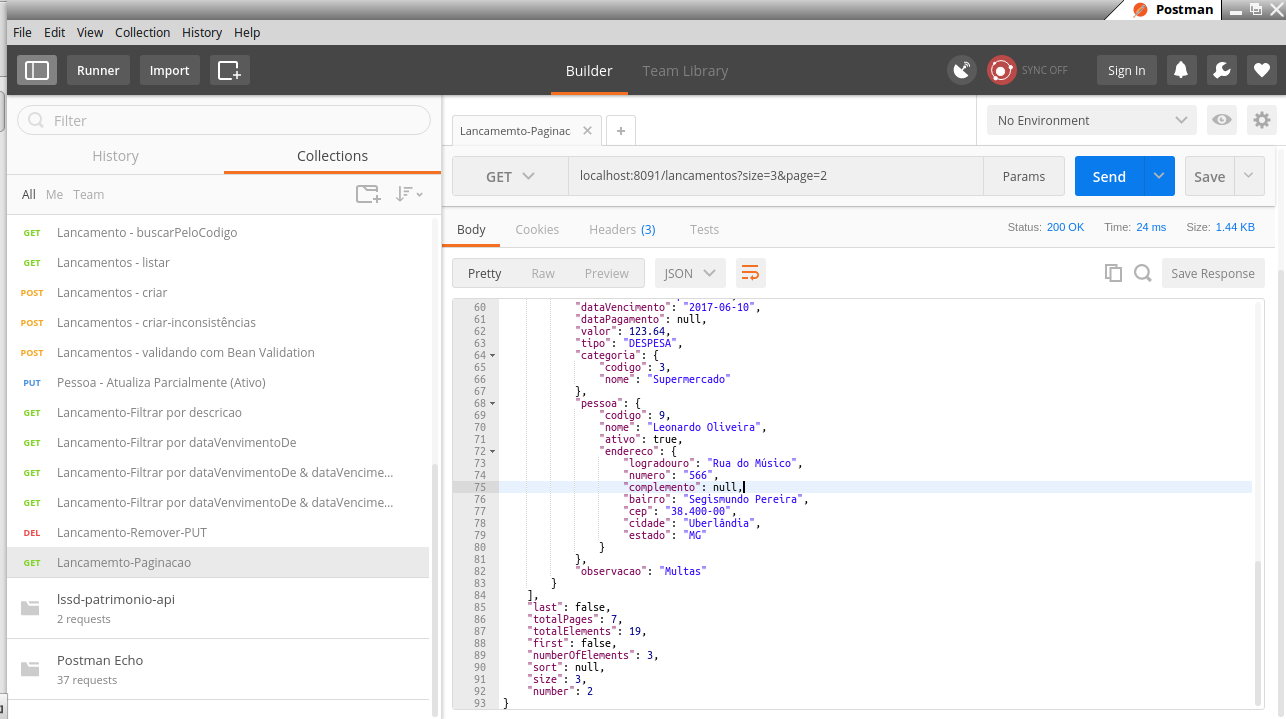 Postman
File Edit View Collection History Help
Runner Import Builder Team Library SYNC OFF Sign In
Filter
History Collections
All Me Team
GET Lancamento - buscarPeloCodigo
GET Lancamentos - listar
POST Lancamentos - criar
POST Lancamentos - criar-inconsistências
POST Lancamentos - validando com Bean Validation
PUT Pessoa - Atualiza Parcialmente (Ativo)
GET Lancamento-Filtrar por descricao
GET Lancamento-Filtrar por dataVenvimentoDe
GET Lancamento-Filtrar por dataVenvimentoDe & dataVencime...
GET Lancamento-Filtrar por dataVenvimentoDe & dataVencime...
DEL Lancamento-Remover-PUT
GET Lancamemto-Paginacao
lssd-patrimonio-api
2 requests
Postman Echo
37 requests
Lancamemto-Paginac × +
No Environment
GET localhost:8091/lancamentos?size=3&page=2 Params Send Save
Body Cookies Headers (3) Tests Status: 200 OK Time: 24 ms Size: 1.44 KB
Pretty Raw Preview JSON Save Response
60 "dataVencimento": "2017-06-10",
61 "dataPagamento": null,
62 "valor": 123.64,
63 "tipo": "DESPESA",
64 "categoria": {
65 "codigo": 3,
66 "nome": "Supermercado"
67 },
68 "pessoa": {
69 "codigo": 9,
70 "nome": "Leonardo Oliveira",
71 "ativo": true,
72 "endereco": {
73 "logradouro": "Rua do Músico",
74 "numero": "566",
75 "complemento": null,
76 "bairro": "Segismundo Pereira",
77 "cep": "38.400-00",
78 "cidade": "Uberlândia",
79 "estado": "MG"
80 }
81 },
82 "observacao": "Multas"
83 }
84 ],
85 "last": false,
86 "totalPages": 7,
87 "totalElements": 19,
88 "first": false,
89 "numberOfElements": 3,
90 "sort": null,
91 "size": 3,
92 "number": 2
93 }